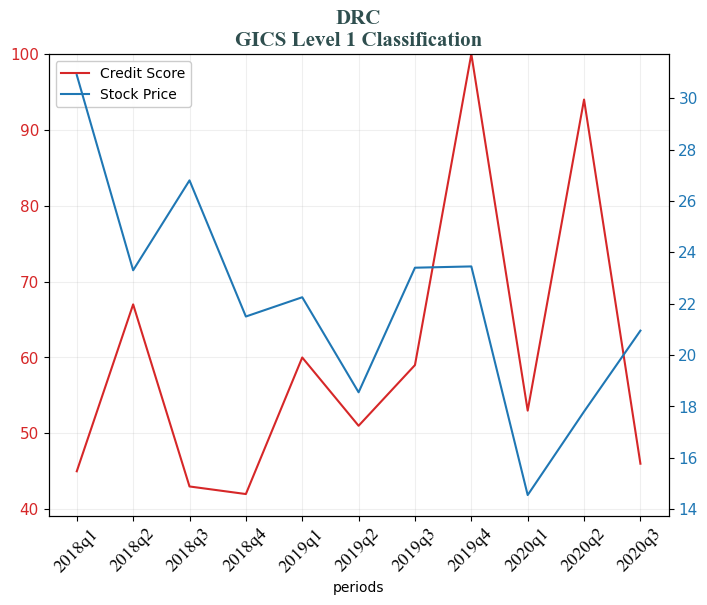 DRC
GICS Level 1 Classification
Credit Score
Stock Price
100
90
80
70
60
50
40
30
28
26
24
22
20
18
16
14
2018q1
2018q2
2018q3
2018q4
2019q1
2019q2
2019q3
2019q4
2020q1
2020q2
2020q3
periods